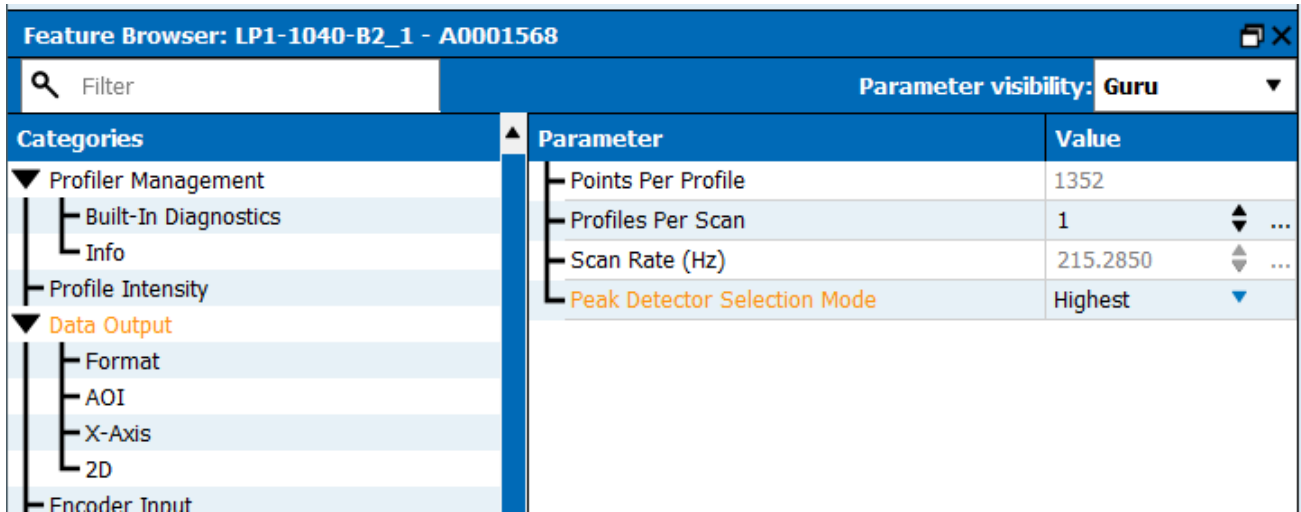 Feature Browser: LP1-1040-B2_1 - A0001568
Filter
Parameter visibility: Guru
Categories
Profiler Management
Built-In Diagnostics
Info
Profile Intensity
Data Output
Format
AOI
X-Axis
2D
Encoder Input
Parameter Value
Points Per Profile 1352
Profiles Per Scan 1 ...
Scan Rate (Hz) 215.2850 ...
Peak Detector Selection Mode Highest